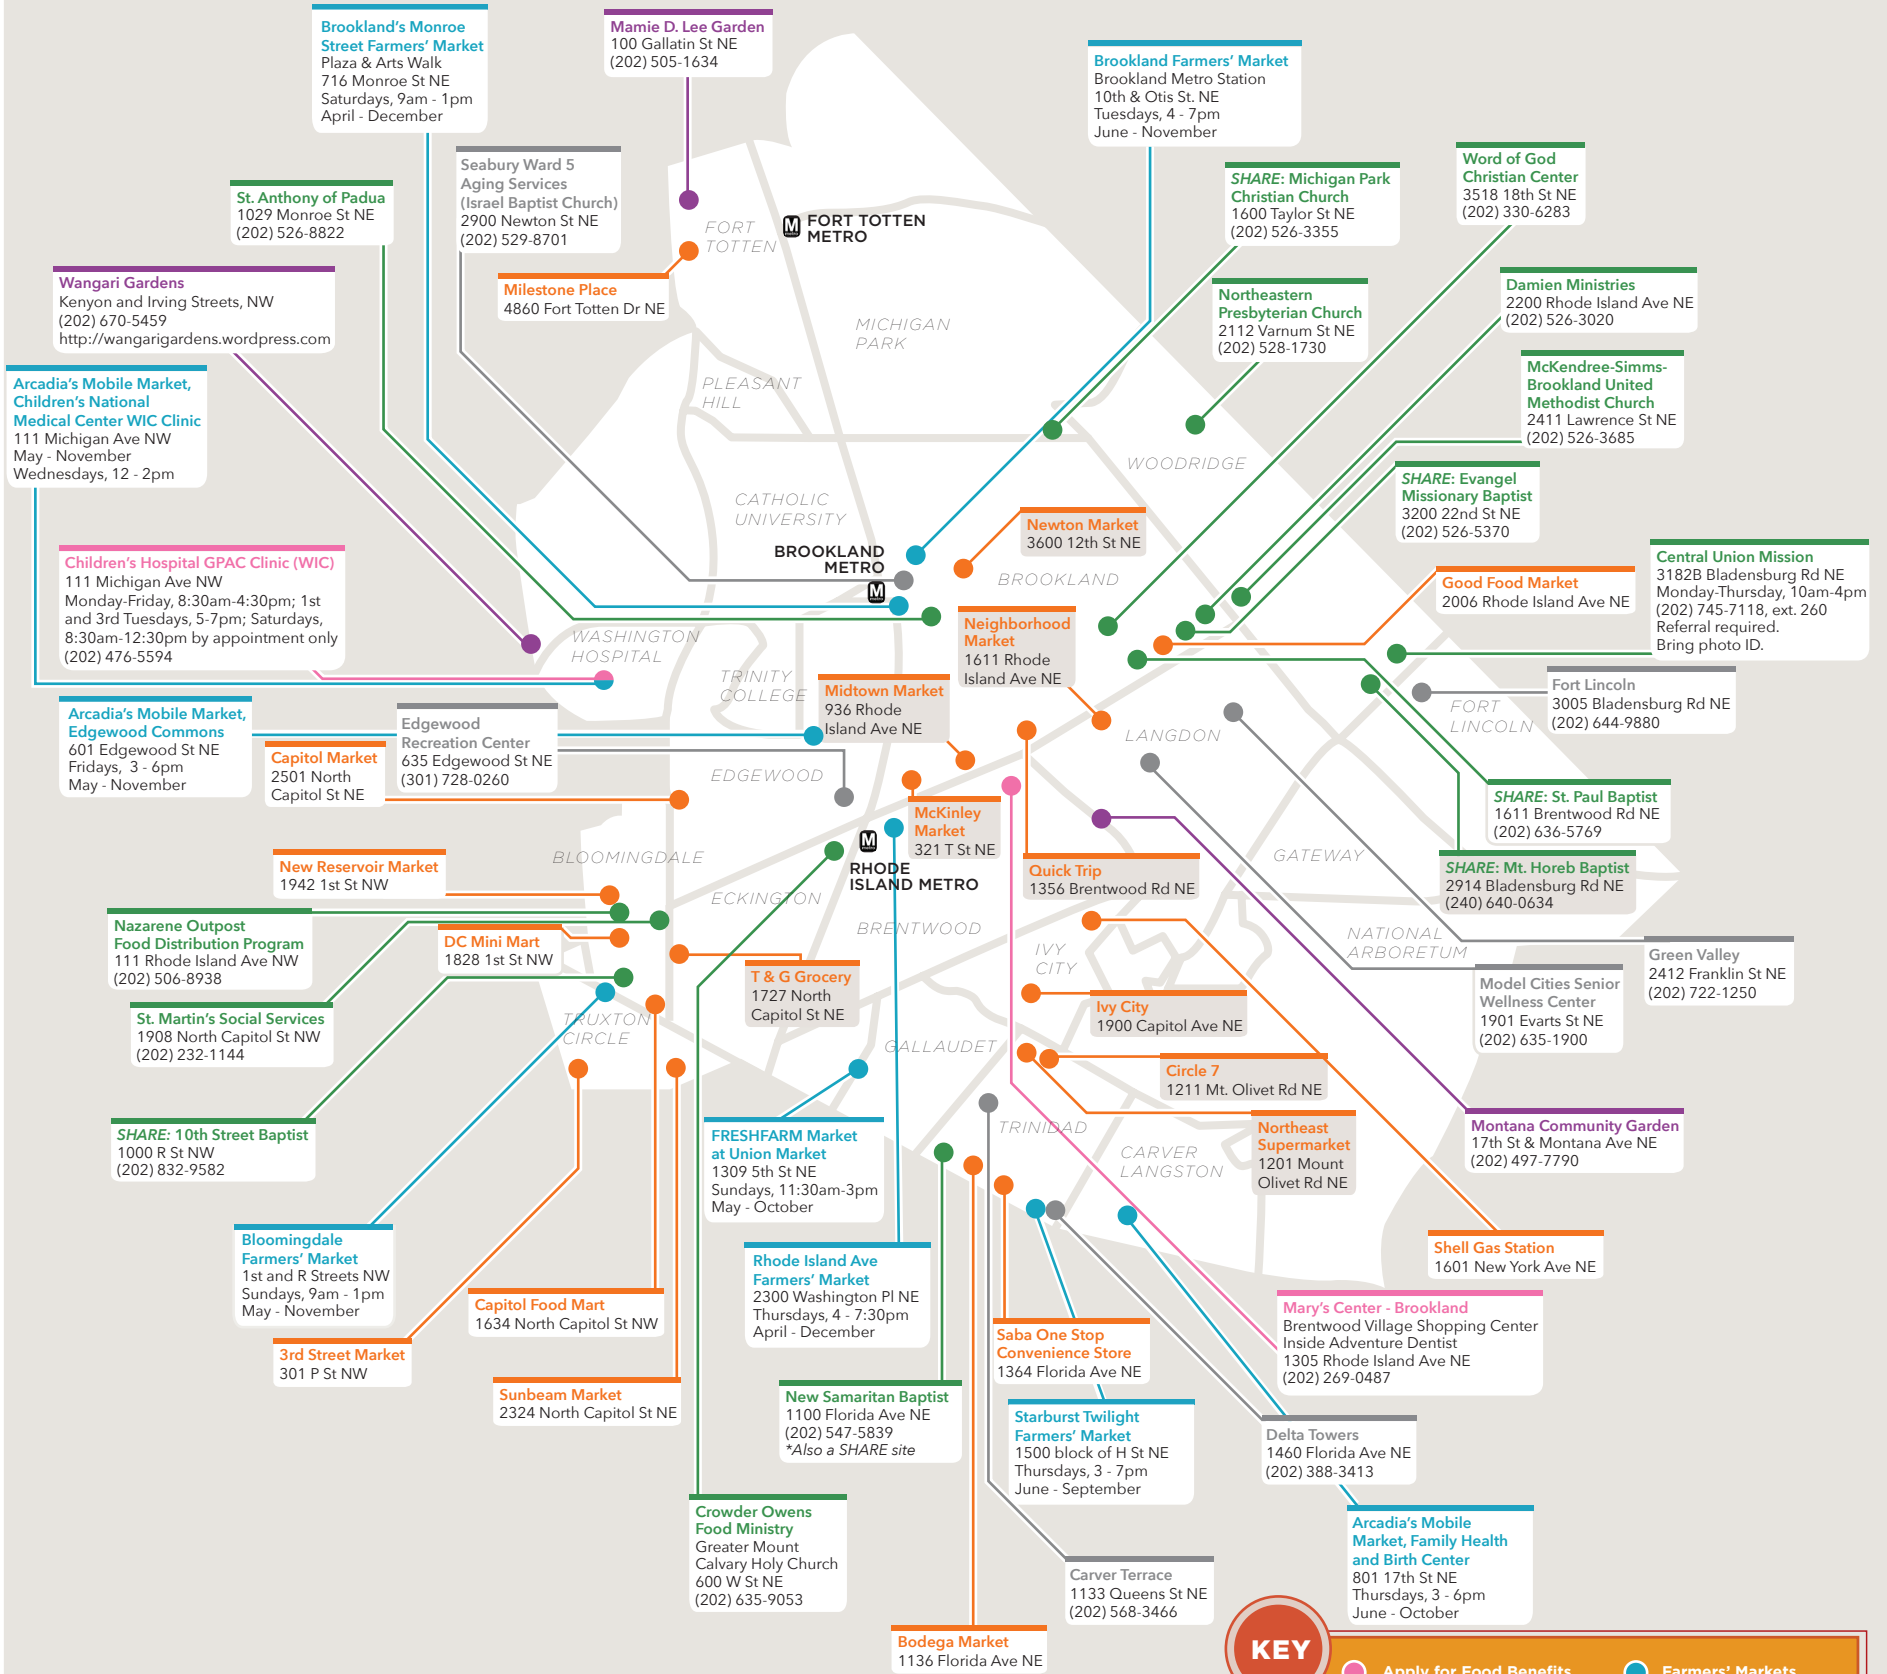 Brookland's Monroe
Street Farmers' Market
Plaza & Arts Walk
716 Monroe St NE
Saturdays, 9am - 1pm
April - December
Mamie D. Lee Garden
100 Gallatin St NE
(202) 505-1634
Brookland Farmers' Market
Brookland Metro Station
10th & Otis St. NE
Tuesdays, 4 - 7pm
June - November
Seabury Ward 5
Aging Services
(Israel Baptist Church)
2900 Newton St NE
(202) 529-8701
St. Anthony of Padua
1029 Monroe St NE
(202) 526-8822
SHARE: Michigan Park
Christian Church
1600 Taylor St NE
(202) 526-3355
Word of God
Christian Center
3518 18th St NE
(202) 330-6283
FORT
TOTTEN
FORT TOTTEN
METRO
Milestone Place
4860 Fort Totten Dr NE
Wangari Gardens
Kenyon and Irving Streets, NW
(202) 670-5459
http://wangarigardens.wordpress.com
Northeastern
Presbyterian Church
2112 Varnum St NE
(202) 528-1730
Damien Ministries
2200 Rhode Island Ave NE
(202) 526-3020
MICHIGAN
PARK
PLEASANT
HILL
Arcadia's Mobile Market,
Children's National
Medical Center WIC Clinic
111 Michigan Ave NW
May - November
Wednesdays, 12 - 2pm
McKendree-Simms-
Brookland United
Methodist Church
2411 Lawrence St NE
(202) 526-3685
WOODRIDGE
SHARE: Evangel
Missionary Baptist
3200 22nd St NE
(202) 526-5370
CATHOLIC
UNIVERSITY
Newton Market
3600 12th St NE
BROOKLAND
METRO
BROOKLAND
Children's Hospital GPAC Clinic (WIC)
111 Michigan Ave NW
Monday-Friday, 8:30am-4:30pm; 1st
and 3rd Tuesdays, 5-7pm; Saturdays,
8:30am-12:30pm by appointment only
(202) 476-5594
Good Food Market
2006 Rhode Island Ave NE
Central Union Mission
3182B Bladensburg Rd NE
Monday-Thursday, 10am-4pm
(202) 745-7118, ext. 260
Referral required.
Bring photo ID.
Neighborhood
Market
1611 Rhode
Island Ave NE
WASHINGTON
HOSPITAL
TRINITY
COLLEGE
Midtown Market
936 Rhode
Island Ave NE
Fort Lincoln
3005 Bladensburg Rd NE
(202) 644-9880
FORT
LINCOLN
LANGDON
Arcadia's Mobile Market,
Edgewood Commons
601 Edgewood St NE
Fridays, 3 - 6pm
May - November
Capitol Market
2501 North
Capitol St NE
Edgewood
Recreation Center
635 Edgewood St NE
(301) 728-0260
EDGEWOOD
McKinley
Market
321 T St NE
SHARE: St. Paul Baptist
1611 Brentwood Rd NE
(202) 636-5769
New Reservoir Market
1942 1st St NW
BLOOMINGDALE
RHODE
ISLAND METRO
Quick Trip
1356 Brentwood Rd NE
GATEWAY
SHARE: Mt. Horeb Baptist
2914 Bladensburg Rd NE
(240) 640-0634
ECKINGTON
BRENTWOOD
Nazarene Outpost
Food Distribution Program
111 Rhode Island Ave NW
(202) 506-8938
DC Mini Mart
1828 1st St NW
T & G Grocery
1727 North
Capitol St NE
IVY
CITY
NATIONAL
ARBORETUM
Green Valley
2412 Franklin St NE
(202) 722-1250
Model Cities Senior
Wellness Center
1901 Evarts St NE
(202) 635-1900
St. Martin's Social Services
1908 North Capitol St NW
(202) 232-1144
TRUXTON
CIRCLE
Ivy City
1900 Capitol Ave NE
GALLAUDET
Circle 7
1211 Mt. Olivet Rd NE
SHARE: 10th Street Baptist
1000 R St NW
(202) 832-9582
FRESHFARM Market
at Union Market
1309 5th St NE
Sundays, 11:30am-3pm
May - October
TRINIDAD
Northeast
Supermarket
1201 Mount
Olivet Rd NE
CARVER
LANGSTON
Montana Community Garden
17th St & Montana Ave NE
(202) 497-7790
Bloomingdale
Farmers' Market
1st and R Streets NW
Sundays, 9am - 1pm
May - November
Rhode Island Ave
Farmers' Market
2300 Washington Pl NE
Thursdays, 4 - 7:30pm
April - December
Shell Gas Station
1601 New York Ave NE
Capitol Food Mart
1634 North Capitol St NW
3rd Street Market
301 P St NW
Saba One Stop
Convenience Store
1364 Florida Ave NE
Mary's Center - Brookland
Brentwood Village Shopping Center
Inside Adventure Dentist
1305 Rhode Island Ave NE
(202) 269-0487
Sunbeam Market
2324 North Capitol St NE
New Samaritan Baptist
1100 Florida Ave NE
(202) 547-5839
*Also a SHARE site
Starburst Twilight
Farmers' Market
1500 block of H St NE
Thursdays, 3 - 7pm
June - September
Delta Towers
1460 Florida Ave NE
(202) 388-3413
Crowder Owens
Food Ministry
Greater Mount
Calvary Holy Church
600 W St NE
(202) 635-9053
Arcadia's Mobile
Market, Family Health
and Birth Center
801 17th St NE
Thursdays, 3 - 6pm
June - October
Carver Terrace
1133 Queens St NE
(202) 568-3466
Bodega Market
1136 Florida Ave NE
KEY
Apply for Food Benefits
Farmers' Markets